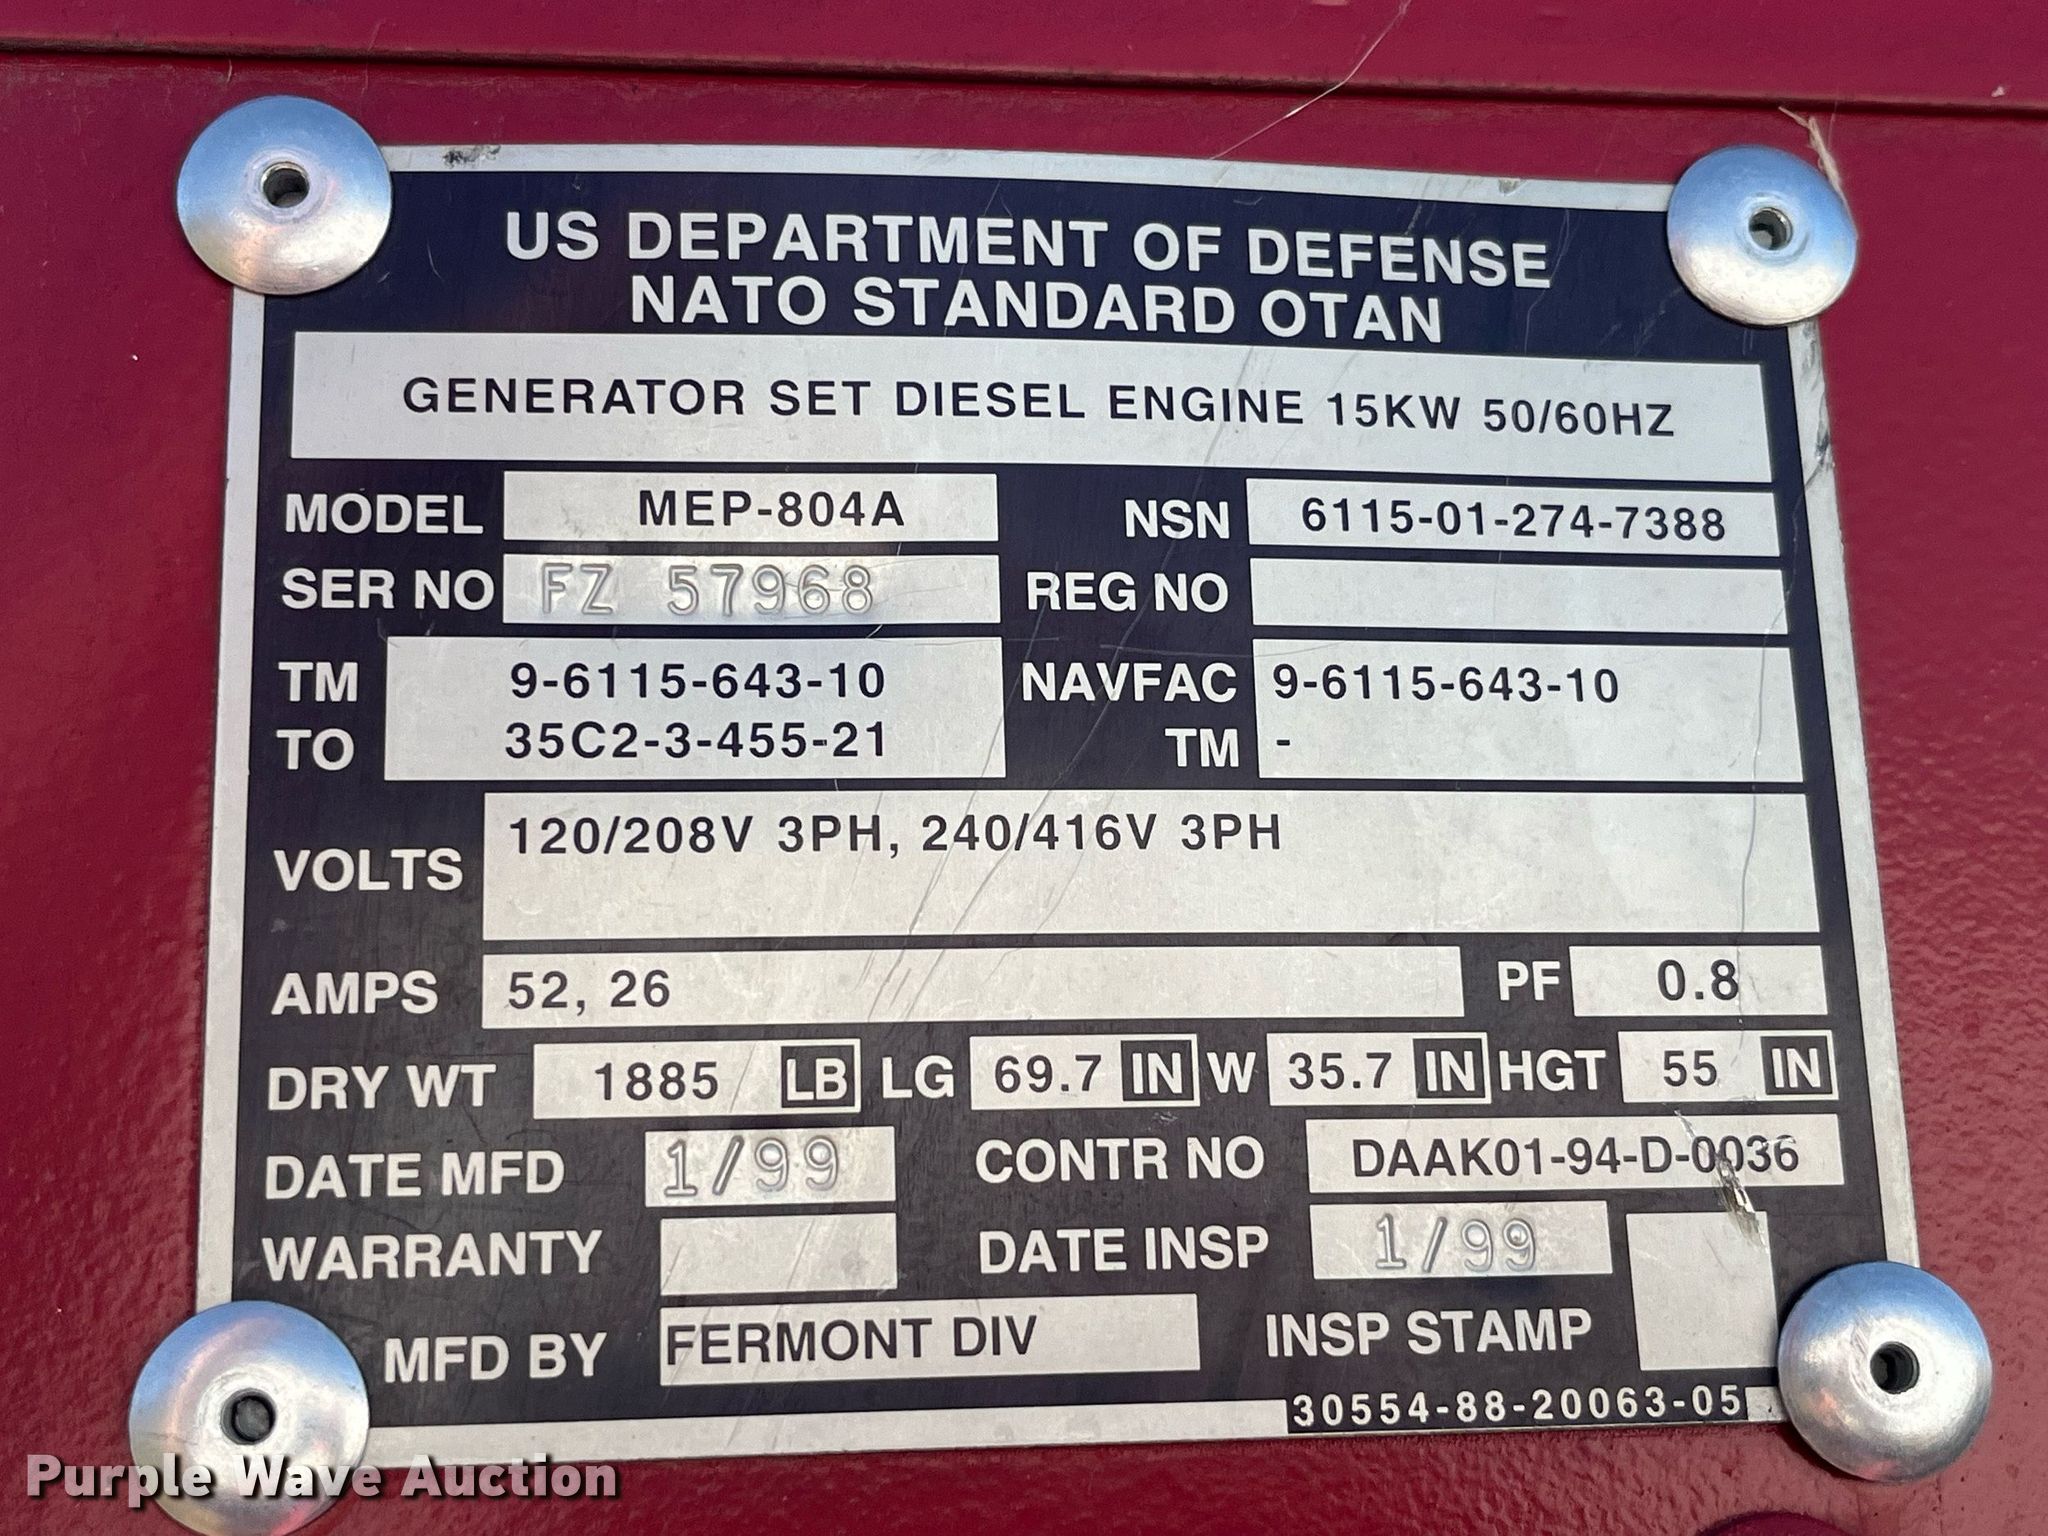 US DEPARTMENT OF DEFENSE
NATO STANDARD OTAN
GENERATOR SET DIESEL ENGINE 15KW 50/60HZ
MODEL MEP-804A NSN 6115-01-274-7388
SER NO FZ 57968 REG NO
TM 9-6115-643-10 NAVFAC 9-6115-643-10
TO 35C2-3-455-21 TM -
VOLTS 120/208V 3PH, 240/416V 3PH
AMPS 52, 26 PF 0.8
DRY WT 1885 LB LG 69.7 IN W 35.7 IN HGT 55 IN
DATE MFD 1/99 CONTR NO DAAK01-94-D-0036
WARRANTY DATE INSP 1/99
MFD BY FERMONT DIV INSP STAMP
30554-88-20063-05
Purple Wave Auction